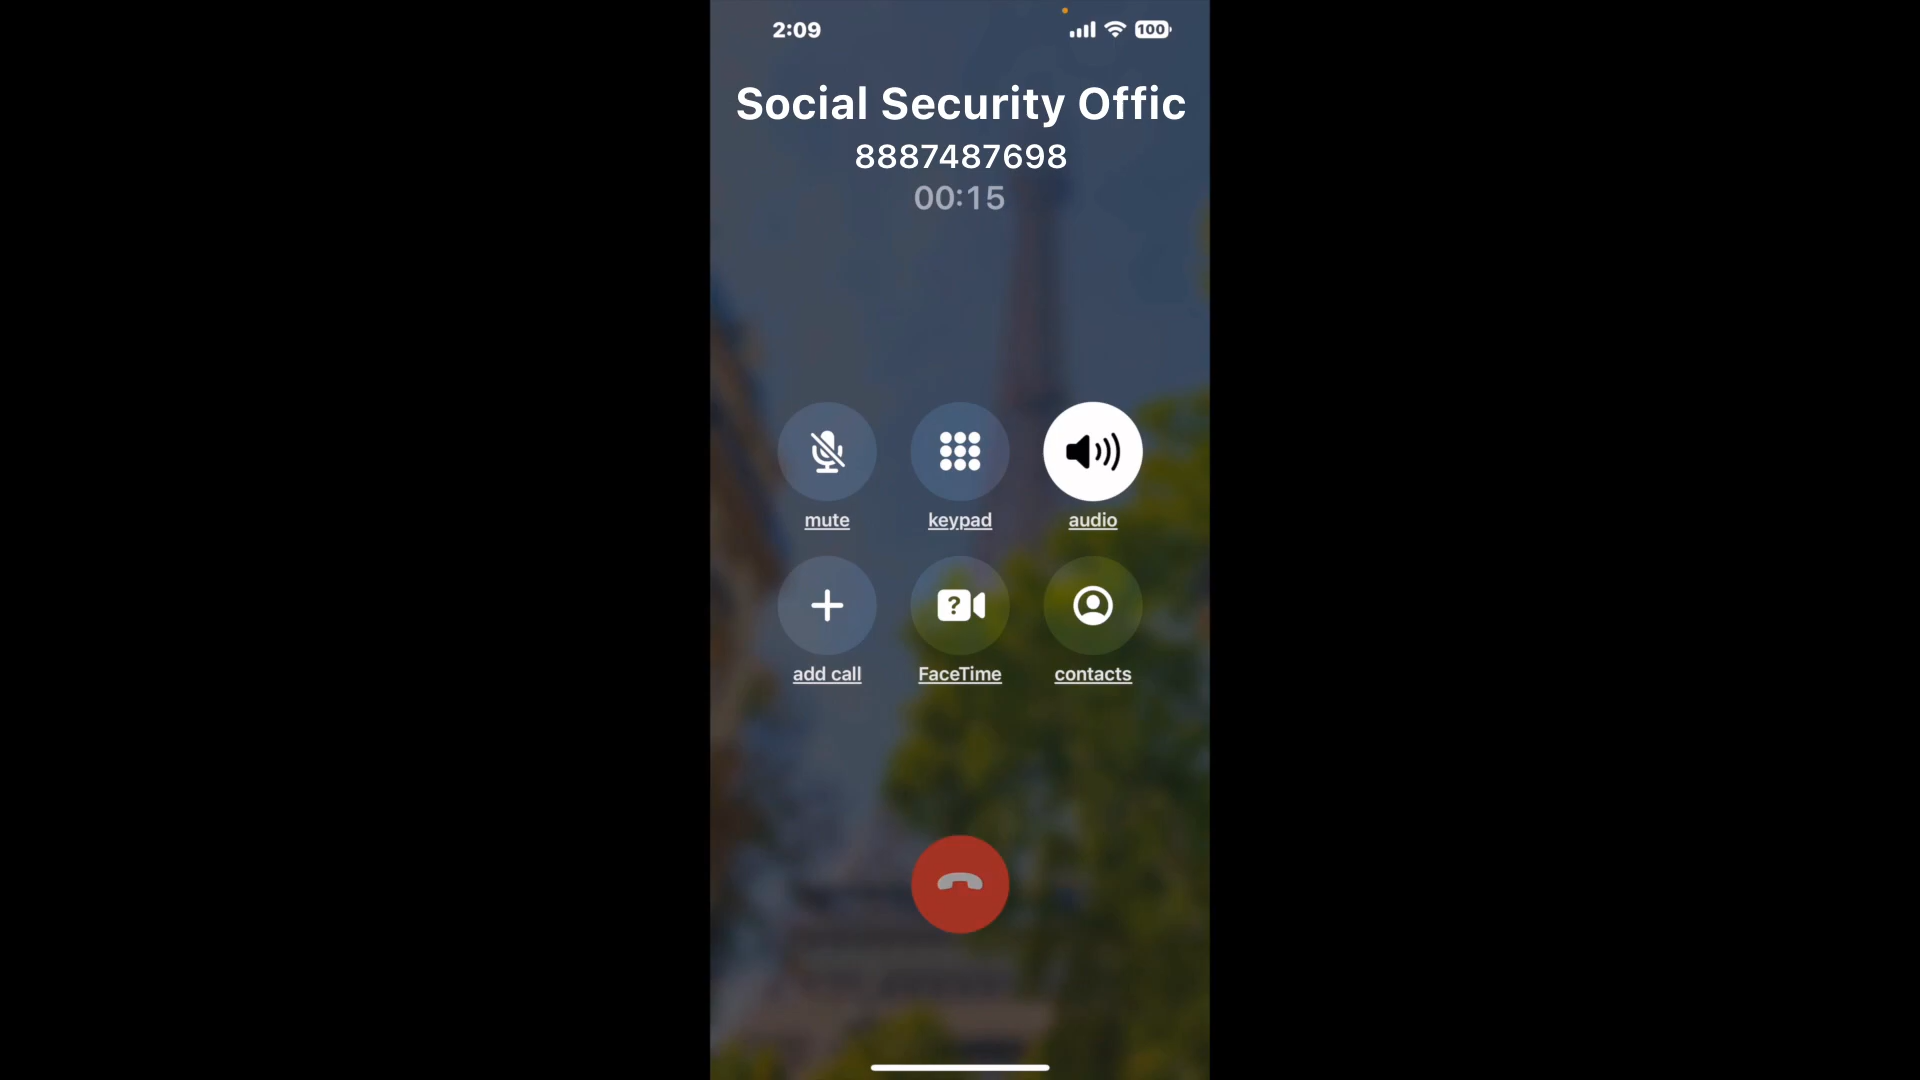 2:09
100
Social Security Offic
8887487698
00:15
mute
keypad
audio
?
add call
FaceTime
contacts